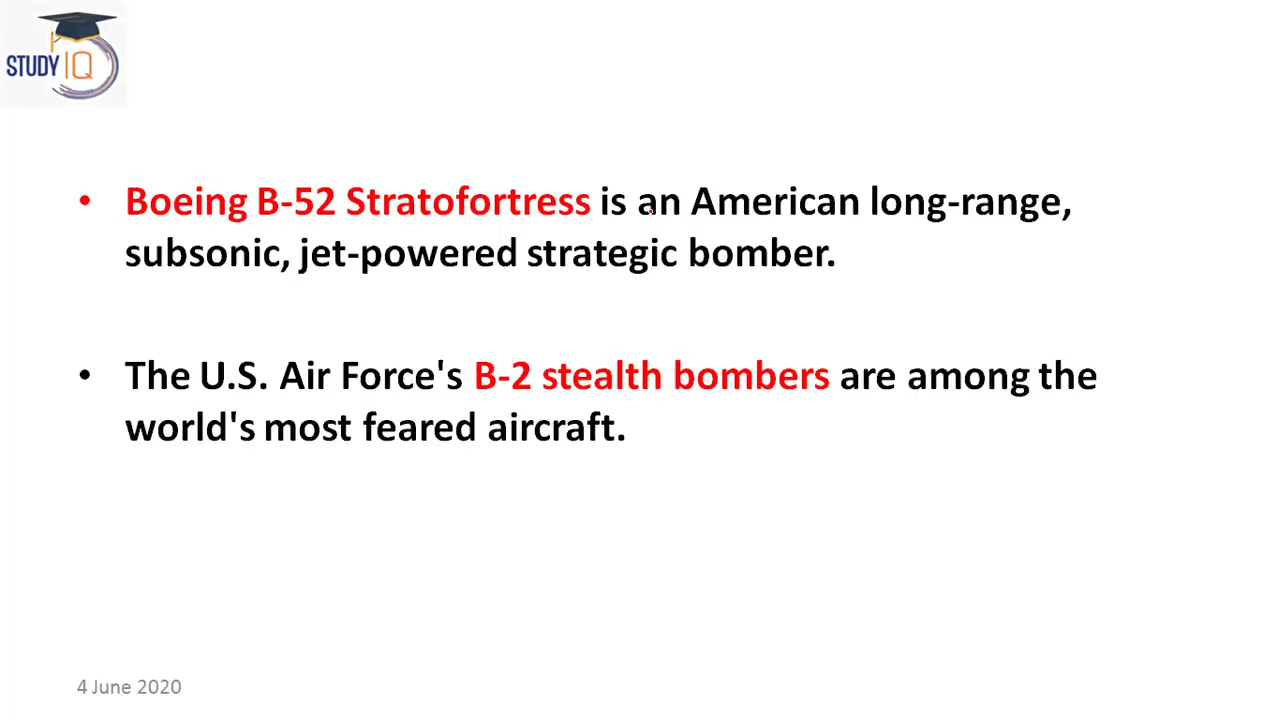 STUDY IQ
• Boeing B-52 Stratofortress is an American long-range,
subsonic, jet-powered strategic bomber.
• The U.S. Air Force's B-2 stealth bombers are among the
world's most feared aircraft.
4 June 2020